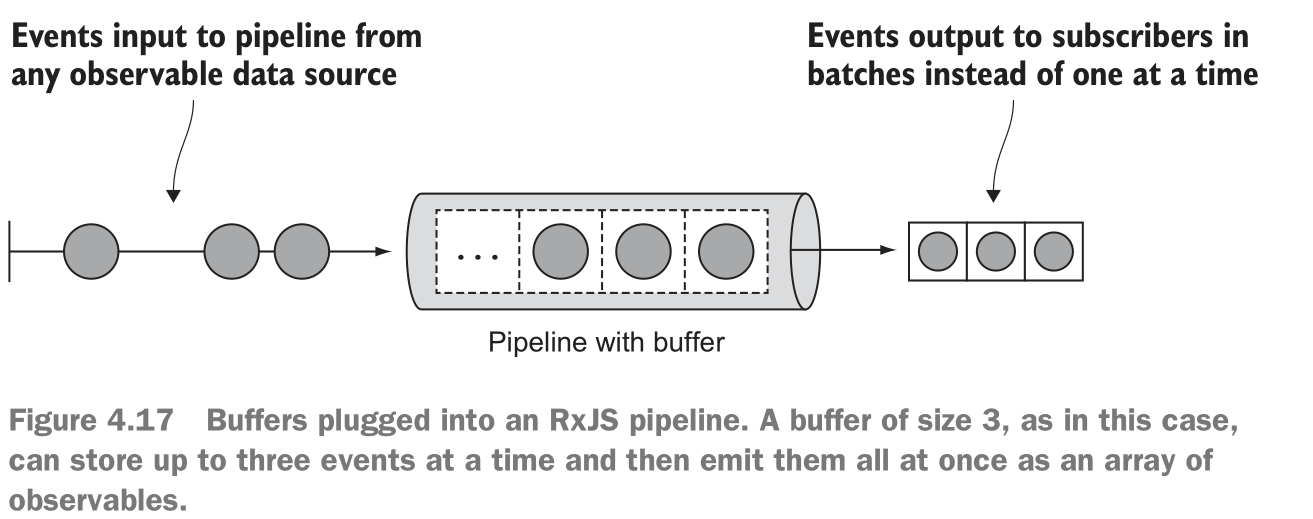 Events input to pipeline from
any observable data source
Events output to subscribers in
batches instead of one at a time
...
Pipeline with buffer
Figure 4.17 Buffers plugged into an RxJS pipeline. A buffer of size 3, as in this case,
can store up to three events at a time and then emit them all at once as an array of
observables.